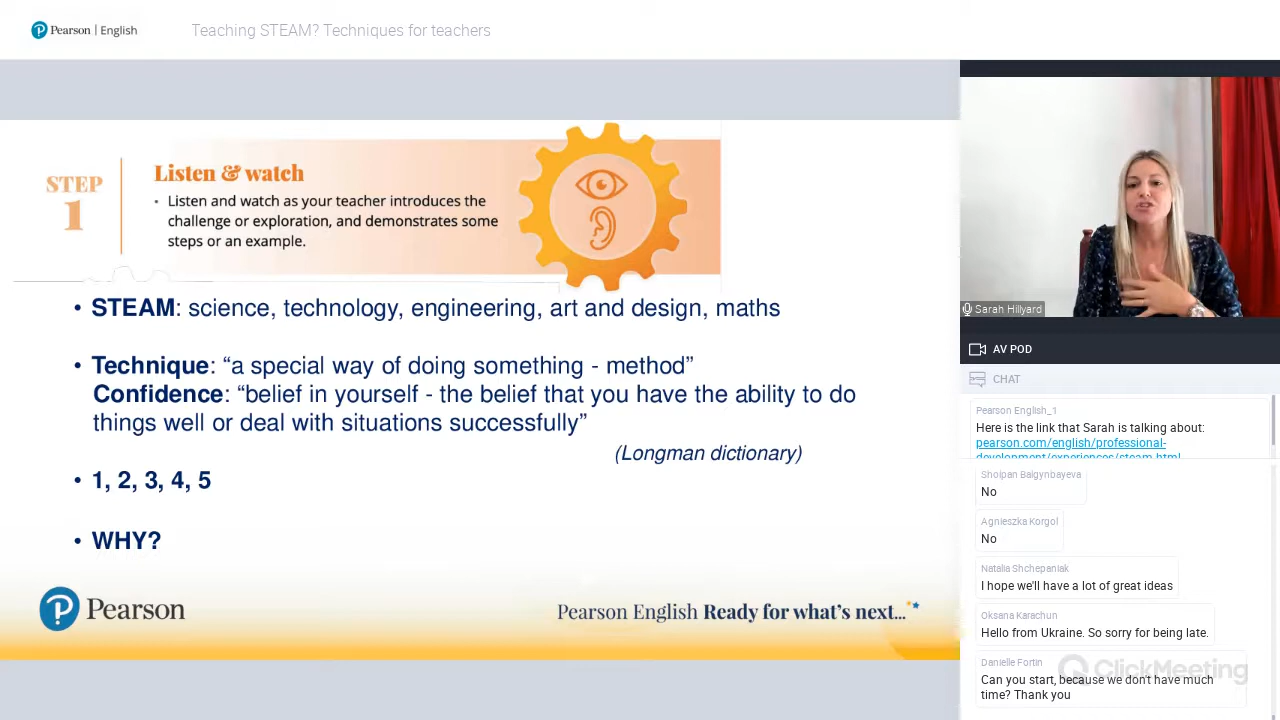 Pearson | English
Teaching STEAM? Techniques for teachers
STEP
1
Listen & watch
• Listen and watch as your teacher introduces the
challenge or exploration, and demonstrates some
steps or an example.
• STEAM: science, technology, engineering, art and design, maths
• Technique: “a special way of doing something - method”
Confidence: “belief in yourself - the belief that you have the ability to do
things well or deal with situations successfully”
(Longman dictionary)
• 1, 2, 3, 4, 5
• WHY?
Pearson
Pearson English Ready for what’s next...
Sarah Hillyard
AV POD
CHAT
Pearson English_1
Here is the link that Sarah is talking about:
pearson.com/english/professional-
development/experiences/steam.html
Sholpan Balgynbayeva
No
Agnieszka Korgol
No
Natalia Shchepaniak
I hope we'll have a lot of great ideas
Oksana Karachun
Hello from Ukraine. So sorry for being late.
Danielle Fortin
Can you start, because we don't have much
time? Thank you
ClickMeeting